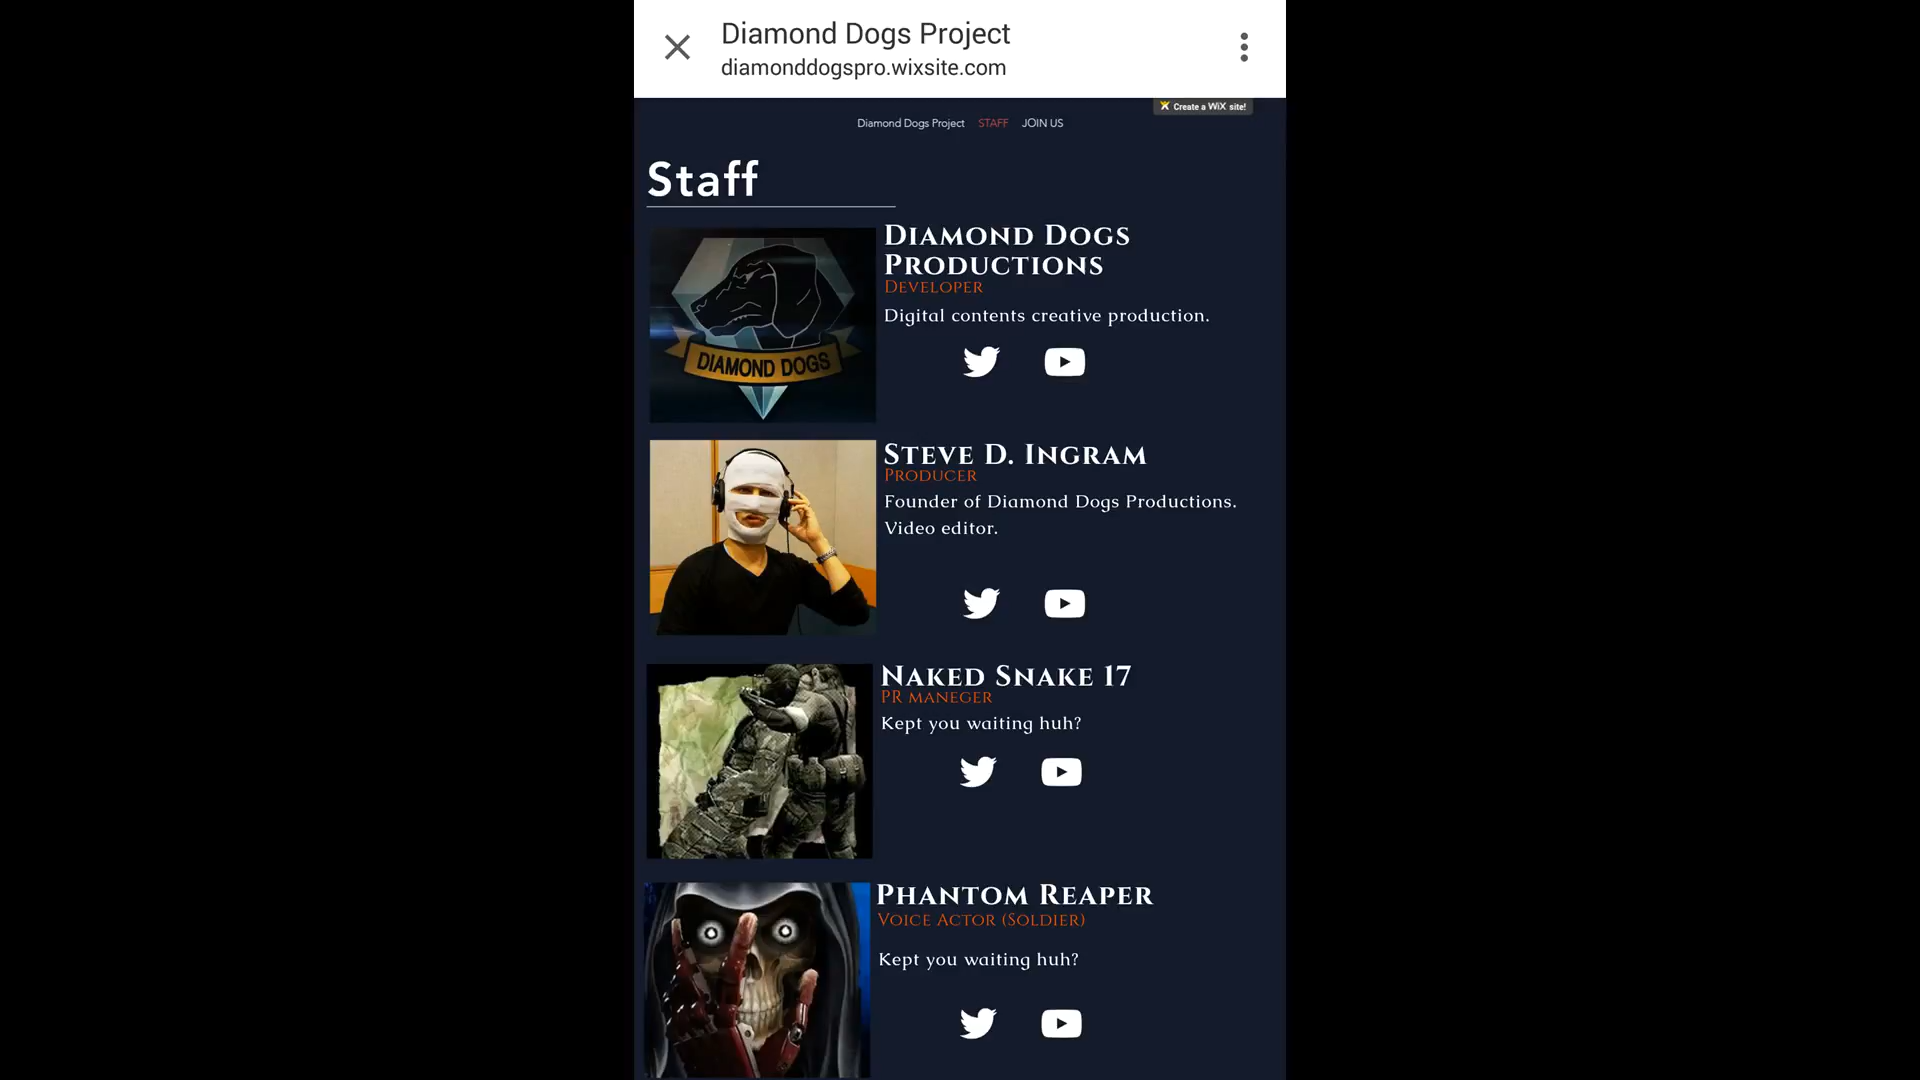 Diamond Dogs Project
diamonddogspro.wixsite.com
Create a WiX site!
Diamond Dogs Project STAFF JOIN US
Staff
DIAMOND DOGS
PRODUCTIONS
DEVELOPER
Digital contents creative production.
DIAMOND DOGS
STEVE D. INGRAM
PRODUCER
Founder of Diamond Dogs Productions.
Video editor.
NAKED SNAKE 17
PR MANEGER
Kept you waiting huh?
PHANTOM REAPER
VOICE ACTOR (SOLDIER)
Kept you waiting huh?